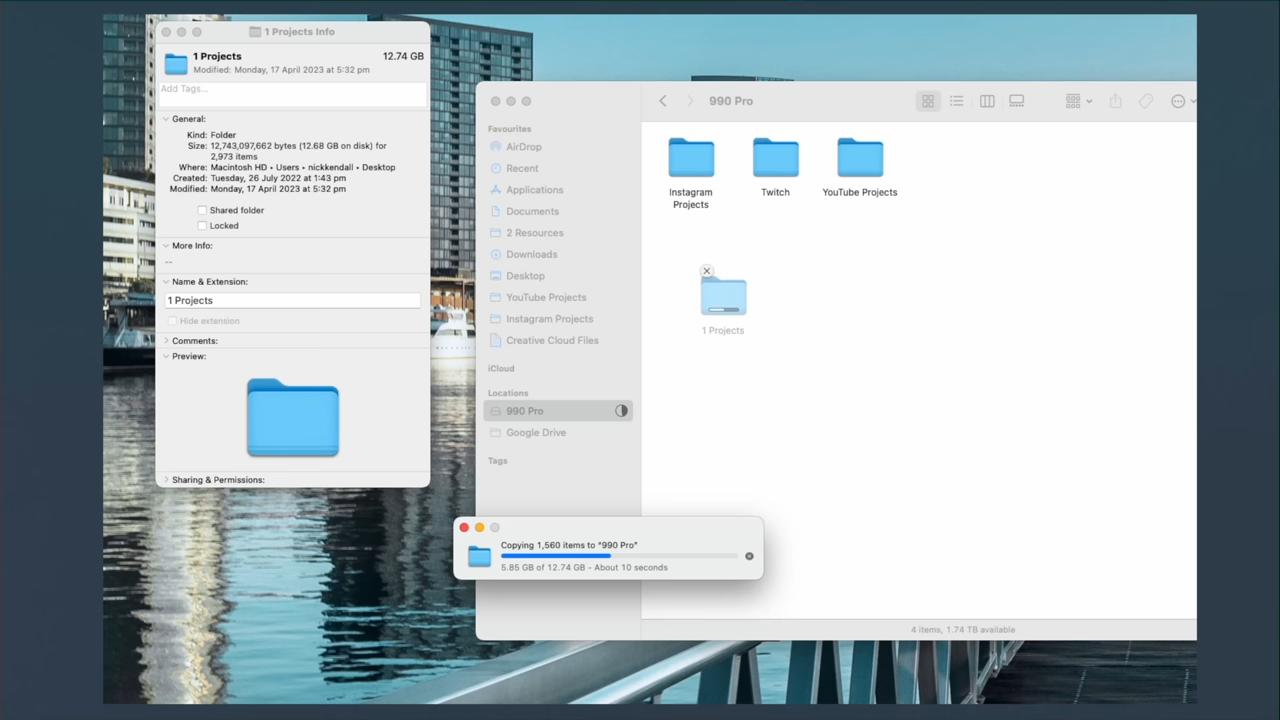 1 Projects Info
1 Projects
12.74 GB
Modified: Monday, 17 April 2023 at 5:32 pm
Add Tags...
General:
Kind: Folder
Size: 12,743,097,662 bytes (12.68 GB on disk) for
2,973 items
Where: Macintosh HD • Users • nickkendall • Desktop
Created: Tuesday, 26 July 2022 at 1:43 pm
Modified: Monday, 17 April 2023 at 5:32 pm
Shared folder
Locked
More Info:
--
Name & Extension:
1 Projects
Hide extension
Comments:
Preview:
Sharing & Permissions:
Favourites
AirDrop
Recent
Applications
Documents
2 Resources
Downloads
Desktop
YouTube Projects
Instagram Projects
Creative Cloud Files
iCloud
Locations
990 Pro
Google Drive
Tags
990 Pro
Instagram
Projects
Twitch
YouTube Projects
1 Projects
Copying 1,560 items to "990 Pro"
5.85 GB of 12.74 GB - About 10 seconds
4 items, 1.74 TB available